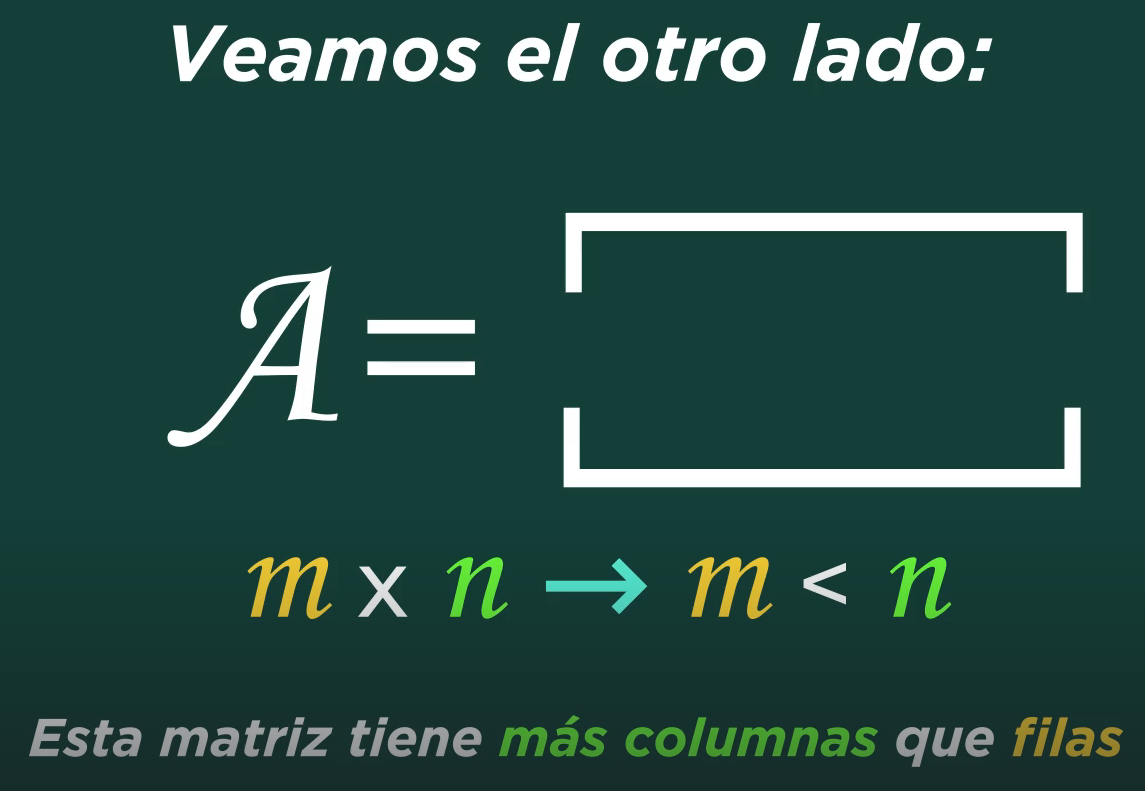 Veamos el otro lado:
𝒜 =
m x n → m < n
Esta matriz tiene más columnas que filas